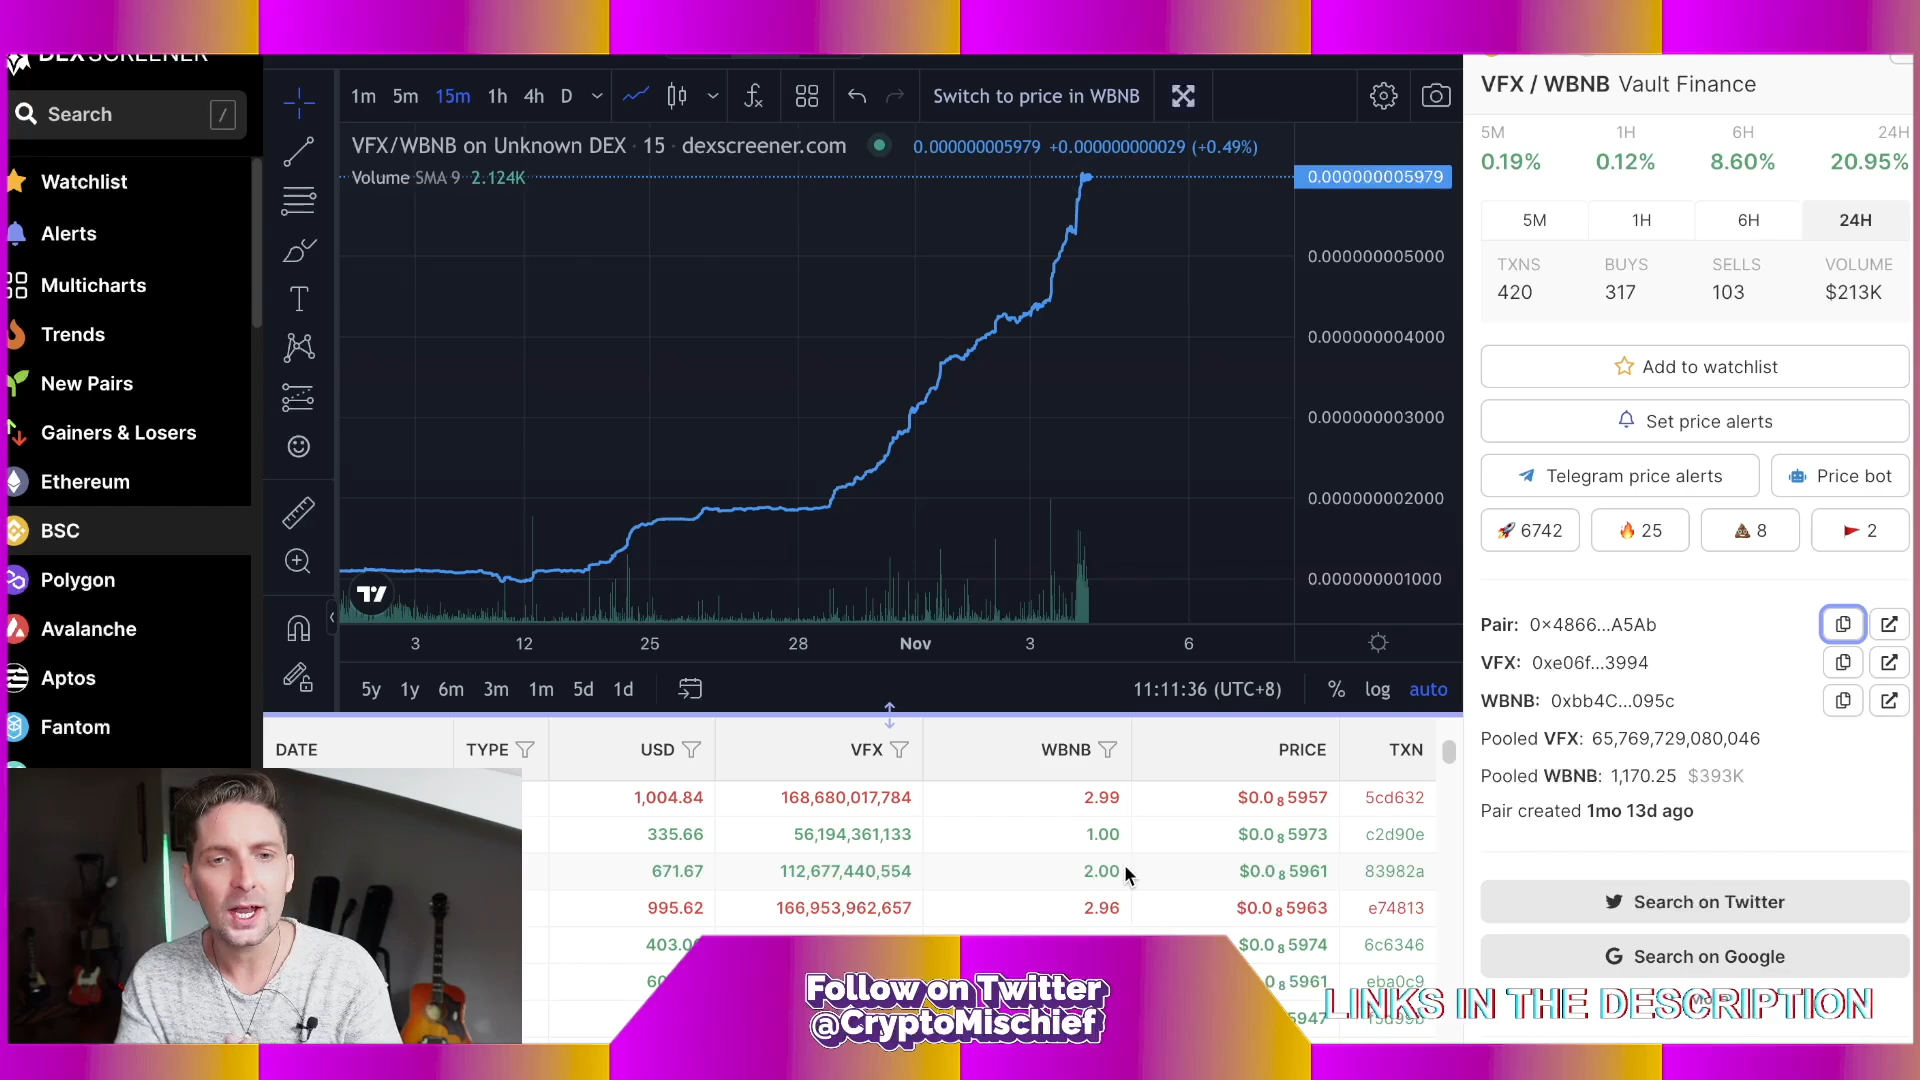 DEX SCREENER
Search /
Watchlist
Alerts
Multicharts
Trends
New Pairs
Gainers & Losers
Ethereum
BSC
Polygon
Avalanche
Aptos
Fantom
1m 5m 15m 1h 4h D
Switch to price in WBNB
VFX/WBNB on Unknown DEX · 15 · dexscreener.com
0.000000005979 +0.000000000029 (+0.49%)
Volume SMA 9 2.124K
0.000000005979
0.000000005000
0.000000004000
0.000000003000
0.000000002000
0.000000001000
3 12 25 28 Nov 3 6
5y 1y 6m 3m 1m 5d 1d
11:11:36 (UTC+8) % log auto
DATE TYPE USD VFX WBNB PRICE TXN
1,004.84 168,680,017,784 2.99 $0.0₈5957 5cd632
335.66 56,194,361,133 1.00 $0.0₈5973 c2d90e
671.67 112,677,440,554 2.00 $0.0₈5961 83982a
995.62 166,953,962,657 2.96 $0.0₈5963 e74813
$0.0₈5974 6c6346
0₈5961 eba0c9
5947
Follow on Twitter
@CryptoMischief
VFX / WBNB Vault Finance
5M 1H 6H 24H
0.19% 0.12% 8.60% 20.95%
5M 1H 6H 24H
TXNS BUYS SELLS VOLUME
420 317 103 $213K
Add to watchlist
Set price alerts
Telegram price alerts
Price bot
6742 25 8 2
Pair: 0×4866...A5Ab
VFX: 0xe06f...3994
WBNB: 0xbb4C...095c
Pooled VFX: 65,769,729,080,046
Pooled WBNB: 1,170.25 $393K
Pair created 1mo 13d ago
Search on Twitter
Search on Google
LINKS IN THE DESCRIPTION